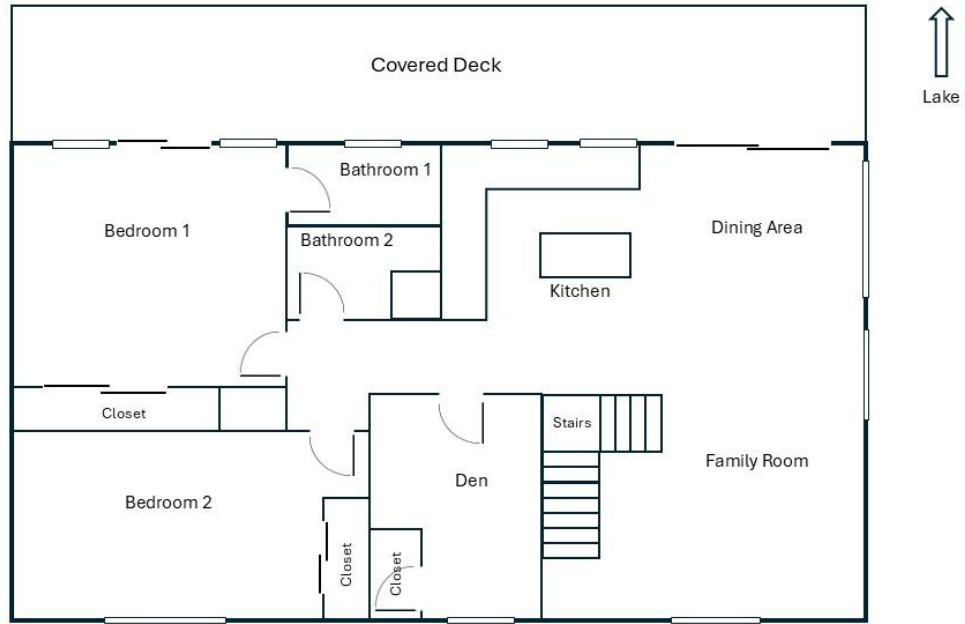 Covered Deck
Lake
Bathroom 1
Bedroom 1
Dining Area
Bathroom 2
Kitchen
Closet
Stairs
Family Room
Den
Bedroom 2
Closet
Closet